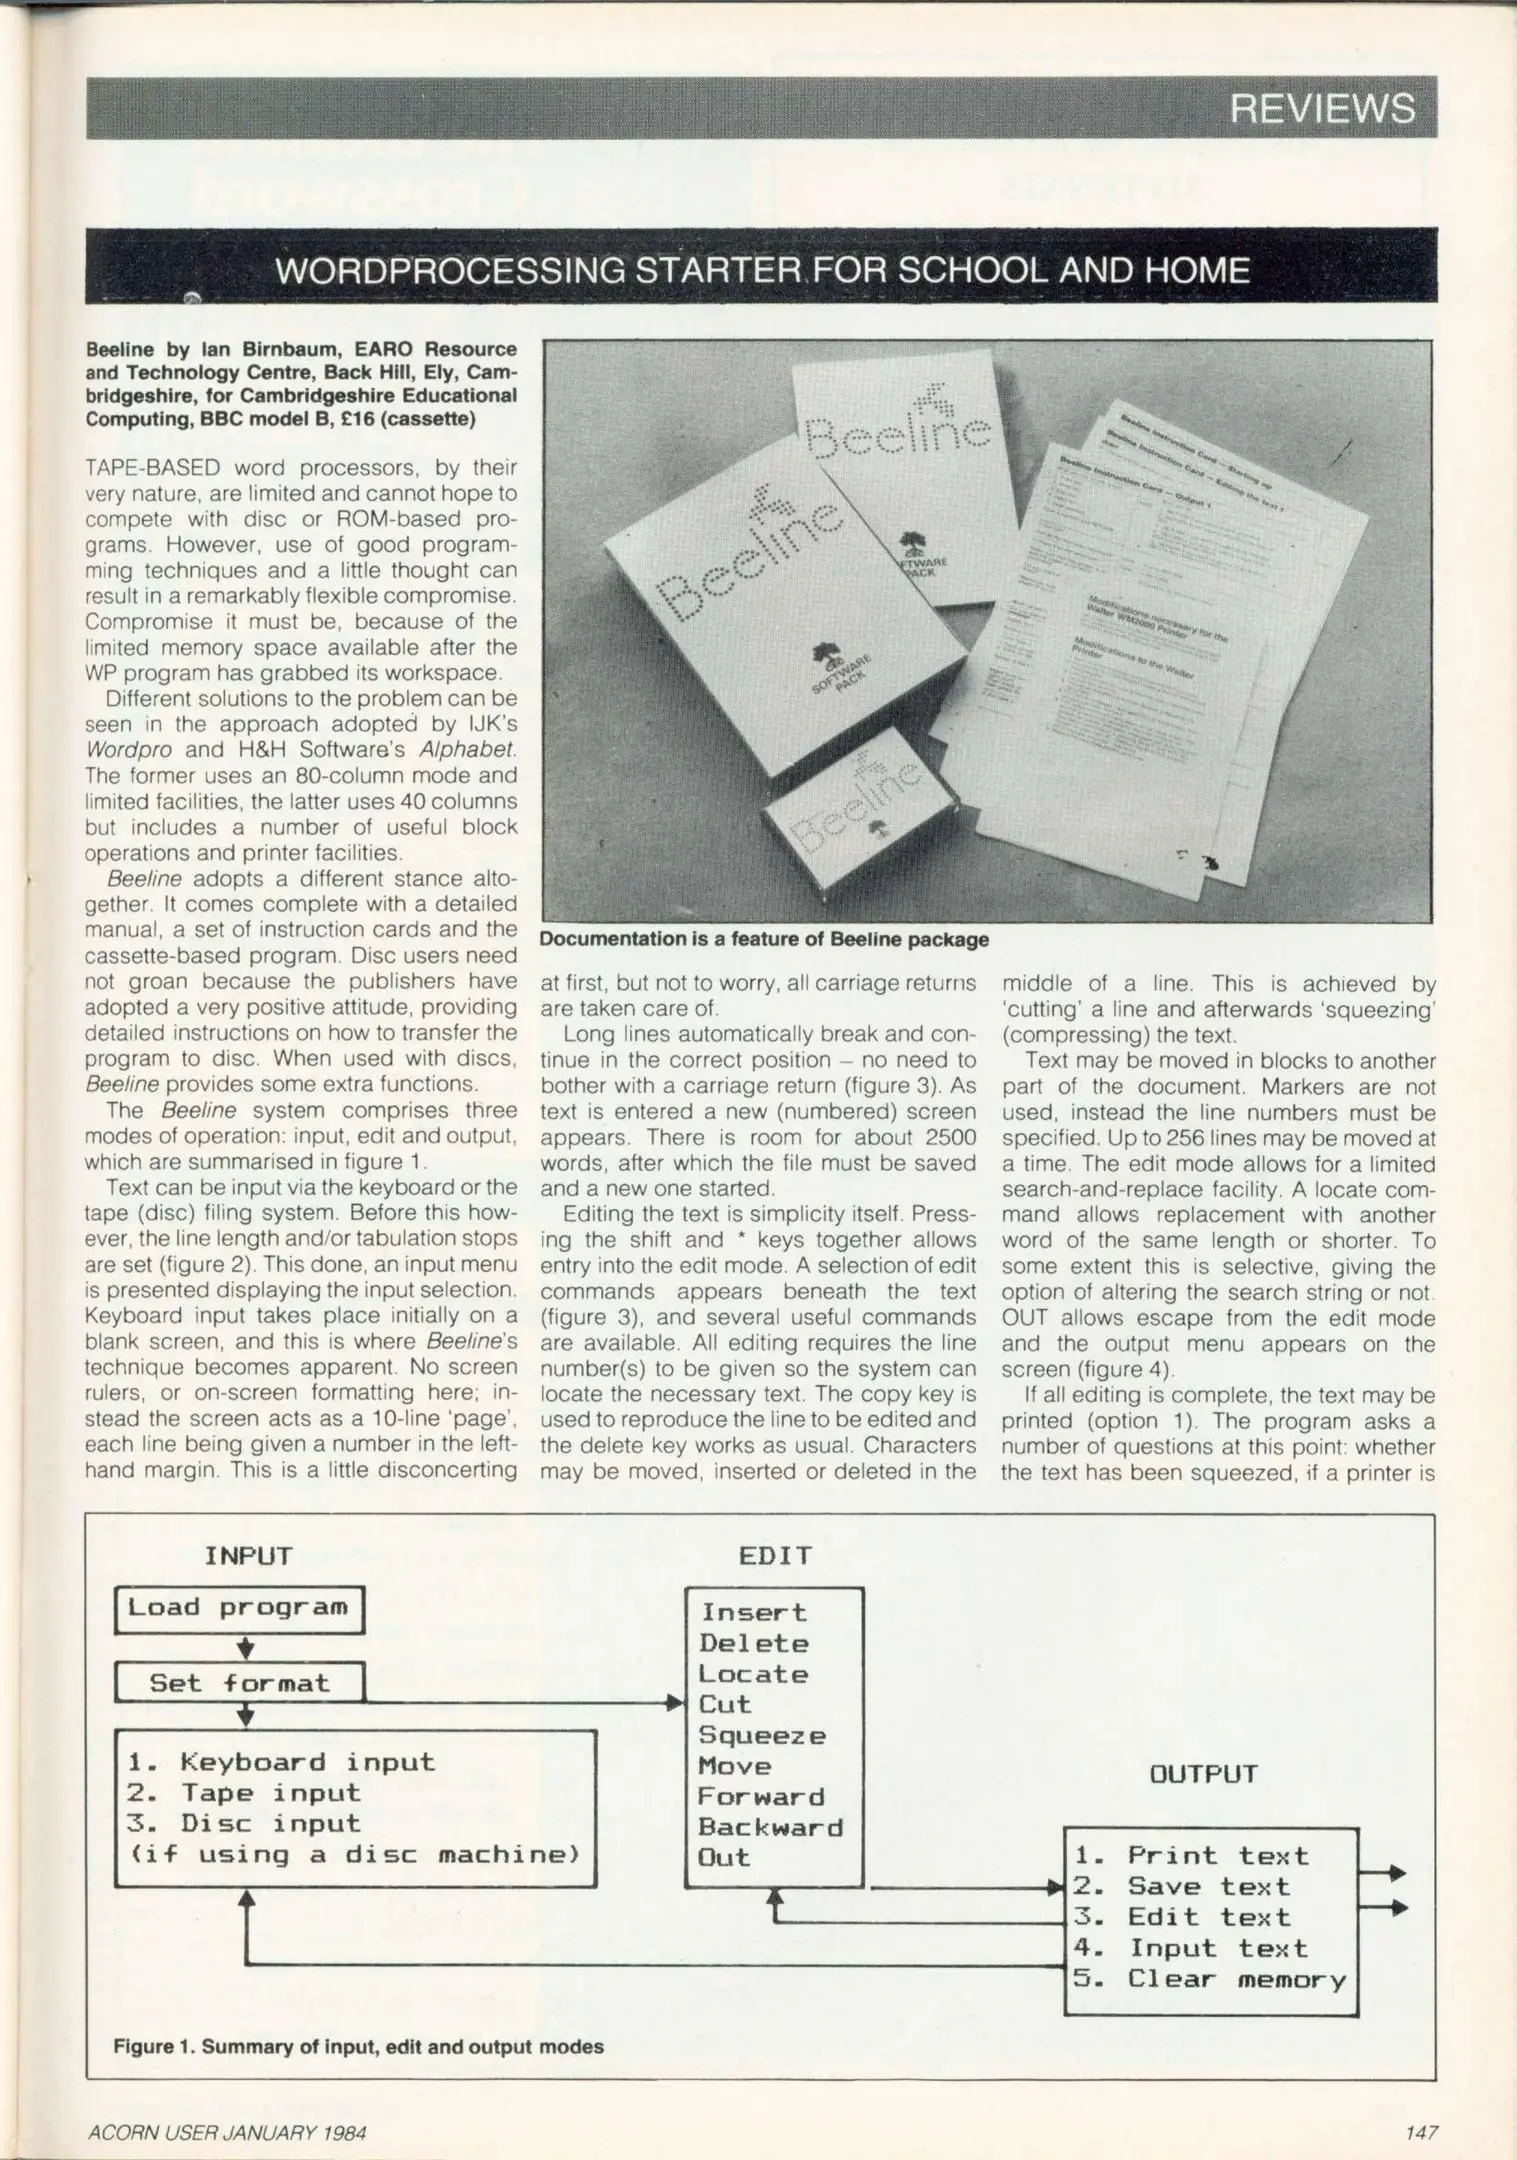 REVIEWS
WORDPROCESSING STARTER FOR SCHOOL AND HOME
Beeline by Ian Birnbaum, EARO Resource
and Technology Centre, Back Hill, Ely, Cam-
bridgeshire, for Cambridgeshire Educational
Computing, BBC model B, £16 (cassette)
TAPE-BASED word processors, by their
very nature, are limited and cannot hope to
compete with disc or ROM-based pro-
grams. However, use of good program-
ming techniques and a little thought can
result in a remarkably flexible compromise.
Compromise it must be, because of the
limited memory space available after the
WP program has grabbed its workspace.
Different solutions to the problem can be
seen in the approach adopted by IJK's
Wordpro and H&H Software's Alphabet.
The former uses an 80-column mode and
limited facilities, the latter uses 40 columns
but includes a number of useful block
operations and printer facilities.
Beeline adopts a different stance alto-
gether. It comes complete with a detailed
manual, a set of instruction cards and the
cassette-based program. Disc users need
not groan because the publishers have
adopted a very positive attitude, providing
detailed instructions on how to transfer the
program to disc. When used with discs,
Beeline provides some extra functions.
The Beeline system comprises three
modes of operation: input, edit and output,
which are summarised in figure 1.
Text can be input via the keyboard or the
tape (disc) filing system. Before this how-
ever, the line length and/or tabulation stops
are set (figure 2). This done, an input menu
is presented displaying the input selection.
Keyboard input takes place initially on a
blank screen, and this is where Beeline's
technique becomes apparent. No screen
rulers, or on-screen formatting here; in-
stead the screen acts as a 10-line 'page',
each line being given a number in the left-
hand margin. This is a little disconcerting
Beeline
Beeline
SOFTWARE
PACK
FTWARE
PACK
Beeline
Beeline Instruction Card — Starting up
Beeline Instruction Card — Editing the text 1
Beeline Instruction Card — Output 1
Modifications necessary for the
Walter WM2000 Printer
Modifications to the Walter
Printer
Documentation is a feature of Beeline package
at first, but not to worry, all carriage returns
are taken care of.
Long lines automatically break and con-
tinue in the correct position – no need to
bother with a carriage return (figure 3). As
text is entered a new (numbered) screen
appears. There is room for about 2500
words, after which the file must be saved
and a new one started.
Editing the text is simplicity itself. Press-
ing the shift and * keys together allows
entry into the edit mode. A selection of edit
commands appears beneath the text
(figure 3), and several useful commands
are available. All editing requires the line
number(s) to be given so the system can
locate the necessary text. The copy key is
used to reproduce the line to be edited and
the delete key works as usual. Characters
may be moved, inserted or deleted in the
middle of a line. This is achieved by
'cutting' a line and afterwards 'squeezing'
(compressing) the text.
Text may be moved in blocks to another
part of the document. Markers are not
used, instead the line numbers must be
specified. Up to 256 lines may be moved at
a time. The edit mode allows for a limited
search-and-replace facility. A locate com-
mand allows replacement with another
word of the same length or shorter. To
some extent this is selective, giving the
option of altering the search string or not.
OUT allows escape from the edit mode
and the output menu appears on the
screen (figure 4).
If all editing is complete, the text may be
printed (option 1). The program asks a
number of questions at this point: whether
the text has been squeezed, if a printer is
INPUT
Load program
Set format
1. Keyboard input
2. Tape input
3. Disc input
(if using a disc machine)
EDIT
Insert
Delete
Locate
Cut
Squeeze
Move
Forward
Backward
Out
OUTPUT
1. Print text
2. Save text
3. Edit text
4. Input text
5. Clear memory
Figure 1. Summary of input, edit and output modes
ACORN USER JANUARY 1984
147